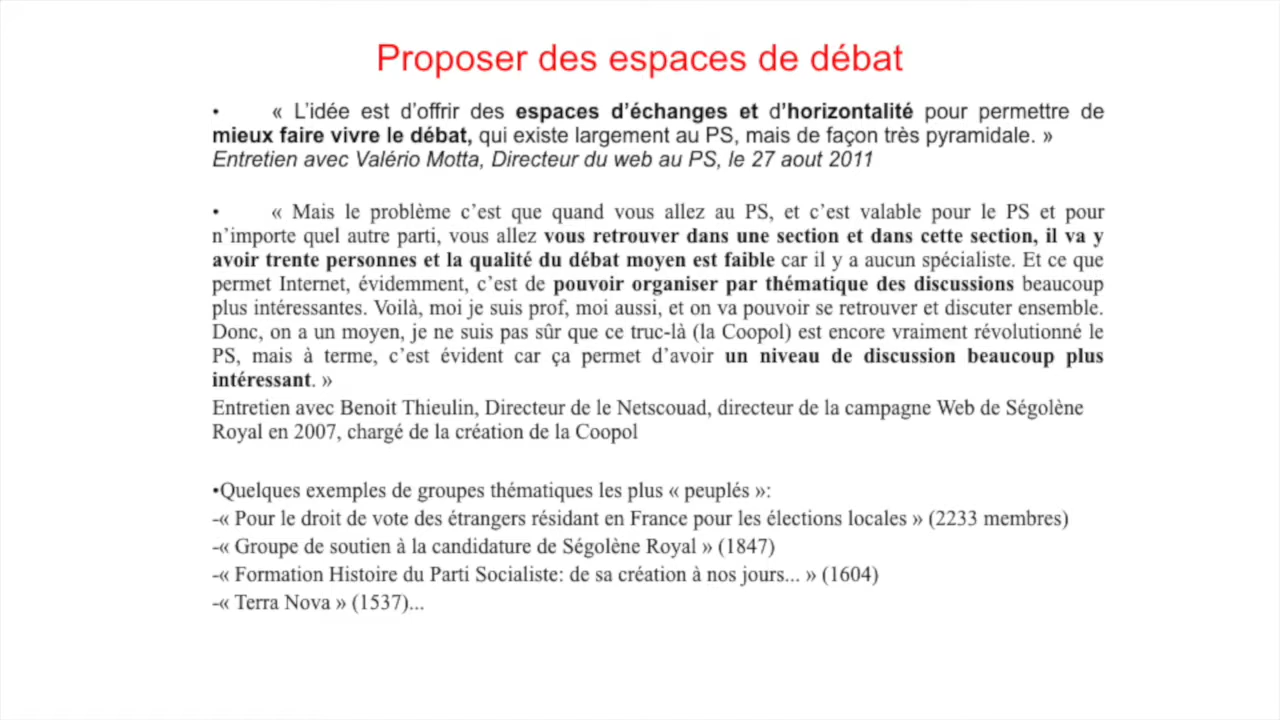 Proposer des espaces de débat
• « L'idée est d'offrir des espaces d'échanges et d'horizontalité pour permettre de
mieux faire vivre le débat, qui existe largement au PS, mais de façon très pyramidale. »
Entretien avec Valério Motta, Directeur du web au PS, le 27 aout 2011
• « Mais le problème c'est que quand vous allez au PS, et c'est valable pour le PS et pour
n'importe quel autre parti, vous allez vous retrouver dans une section et dans cette section, il va y
avoir trente personnes et la qualité du débat moyen est faible car il y a aucun spécialiste. Et ce que
permet Internet, évidemment, c'est de pouvoir organiser par thématique des discussions beaucoup
plus intéressantes. Voilà, moi je suis prof, moi aussi, et on va pouvoir se retrouver et discuter ensemble.
Donc, on a un moyen, je ne suis pas sûr que ce truc-là (la Coopol) est encore vraiment révolutionné le
PS, mais à terme, c'est évident car ça permet d'avoir un niveau de discussion beaucoup plus
intéressant. »
Entretien avec Benoit Thieulin, Directeur de le Netscouad, directeur de la campagne Web de Ségolène
Royal en 2007, chargé de la création de la Coopol
•Quelques exemples de groupes thématiques les plus « peuplés »:
-« Pour le droit de vote des étrangers résidant en France pour les élections locales » (2233 membres)
-« Groupe de soutien à la candidature de Ségolène Royal » (1847)
-« Formation Histoire du Parti Socialiste: de sa création à nos jours... » (1604)
-« Terra Nova » (1537)...